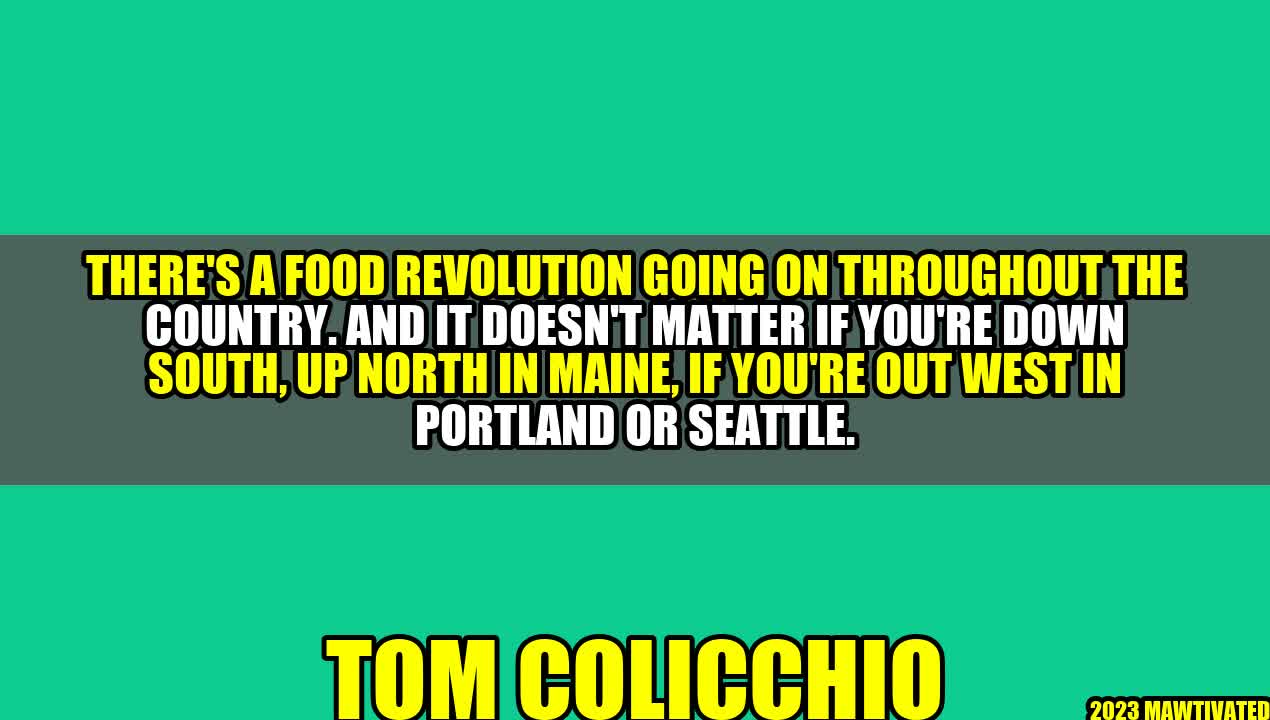 THERE'S A FOOD REVOLUTION GOING ON THROUGHOUT THE
COUNTRY. AND IT DOESN'T MATTER IF YOU'RE DOWN
SOUTH, UP NORTH IN MAINE, IF YOU'RE OUT WEST IN
PORTLAND OR SEATTLE.
TOM COLICCHIO
2023 MAWTIVATED